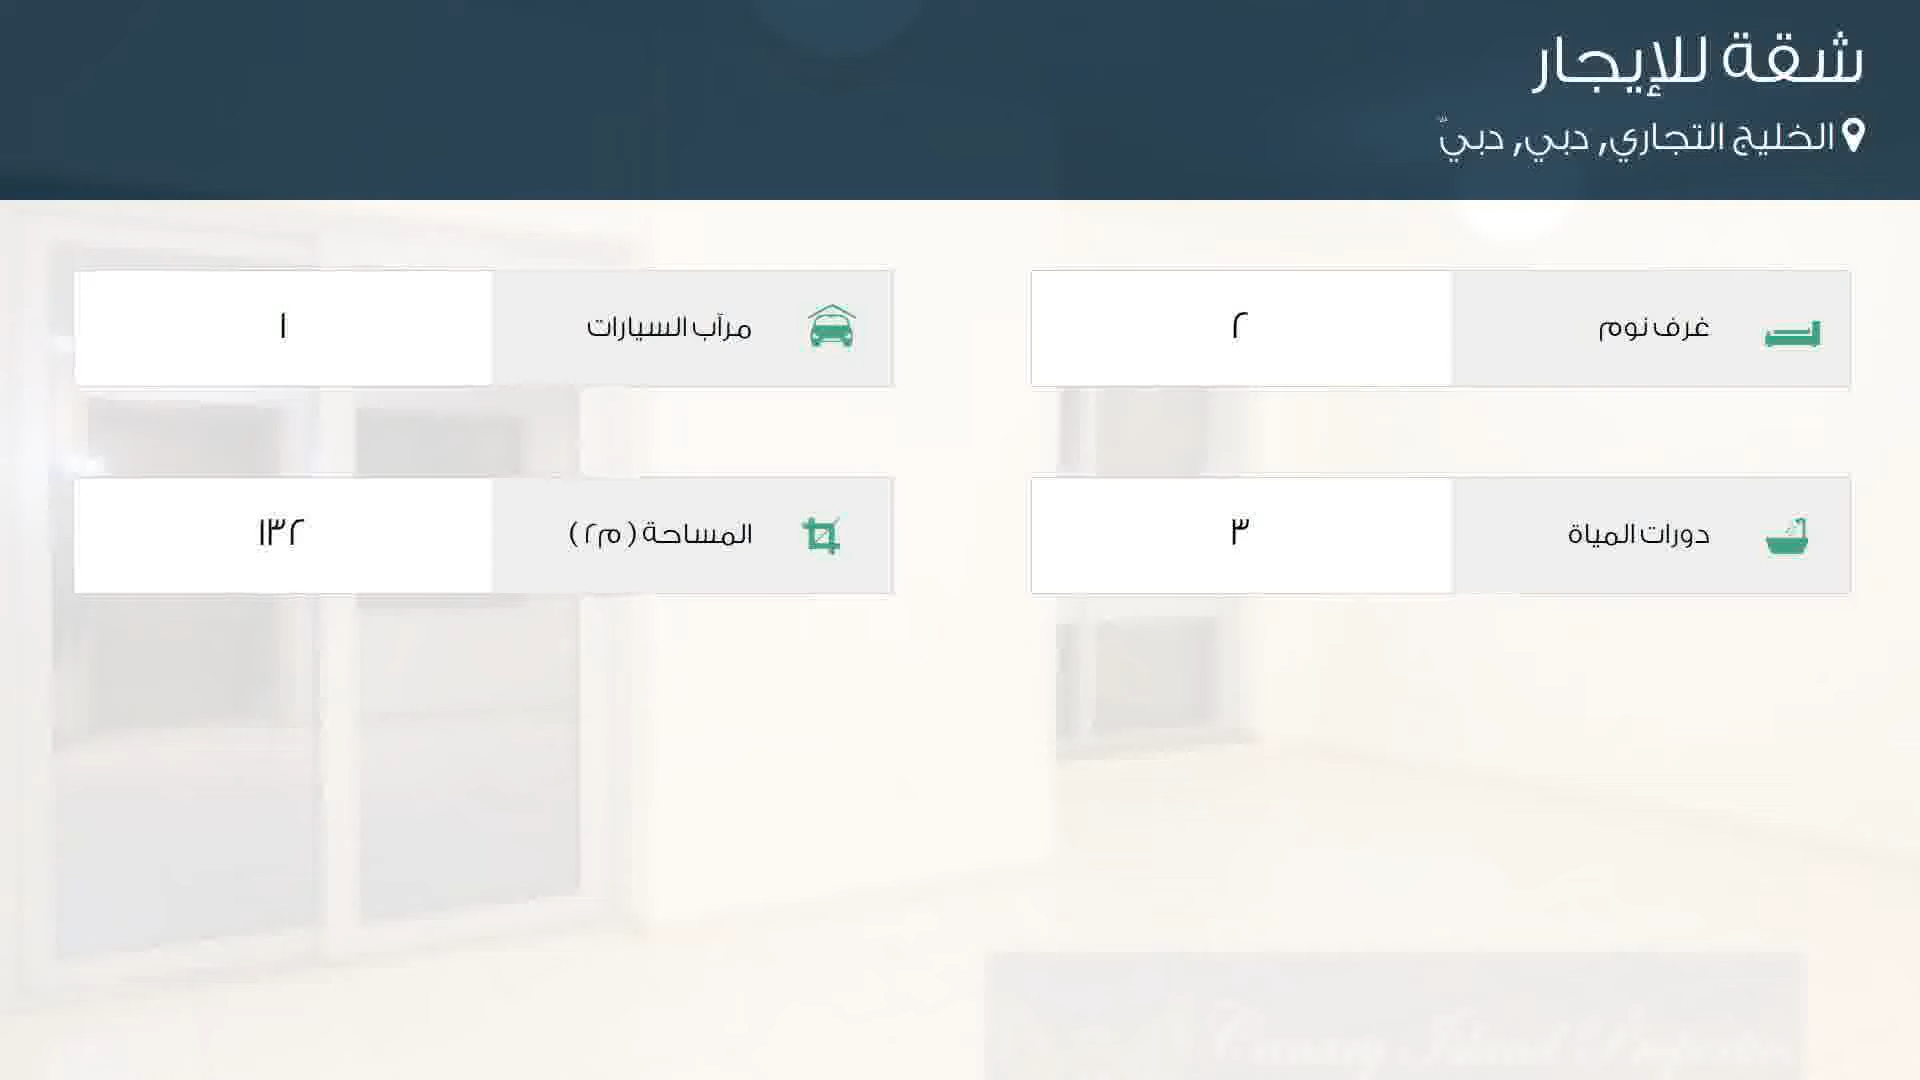 شقة للإيجار
الخليج التجاري, دبي, دبيّ
غرف نوم ٢
مرآب السيارات ١
دورات المياة ٣
المساحة (م٢) ١٣٢